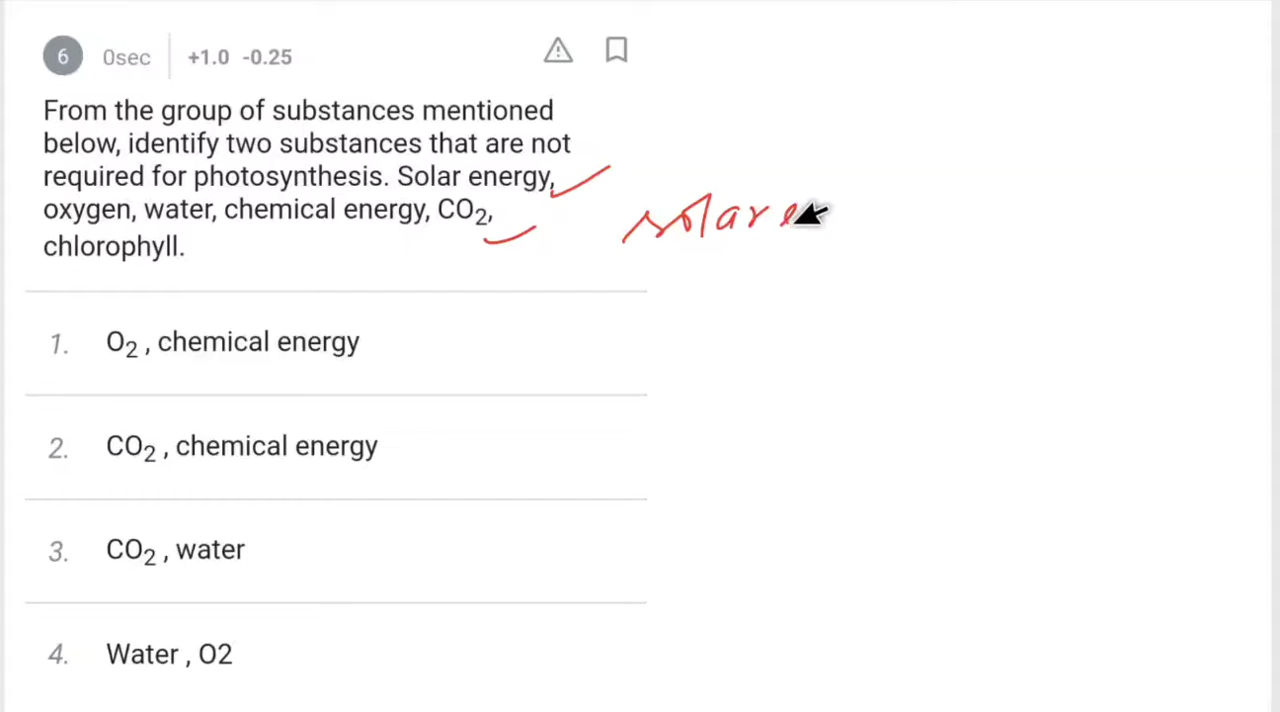 6 0sec +1.0 -0.25
From the group of substances mentioned
below, identify two substances that are not
required for photosynthesis. Solar energy,
oxygen, water, chemical energy, CO2,
chlorophyll.
solar e
1. O2 , chemical energy
2. CO2 , chemical energy
3. CO2 , water
4. Water , O2